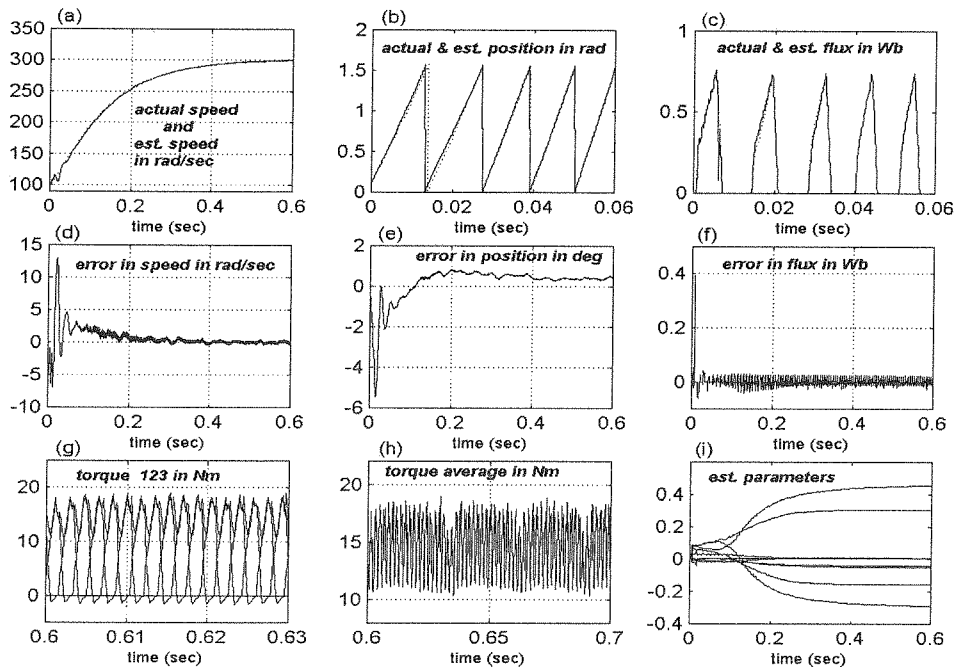 (a)
350
300
250
200
150
100
actual speed
and
est. speed
in rad/sec
0
0.2
0.4
0.6
time (sec)
(b)
actual & est. position in rad
2
1.5
1
0.5
0
0
0.02
0.04
0.06
time (sec)
(c)
actual & est. flux in Wb
1
0.5
0
0
0.02
0.04
0.06
time (sec)
(d)
error in speed in rad/sec
15
10
5
0
-5
-10
0
0.2
0.4
0.6
time (sec)
(e)
error in position in deg
2
0
-2
-4
-6
0
0.2
0.4
0.6
time (sec)
(f)
error in flux in Wb
0.4
0.2
0
0
0.2
0.4
0.6
time (sec)
(g)
torque 123 in Nm
20
10
0
0.6
0.61
0.62
0.63
time (sec)
(h)
torque average in Nm
20
15
10
0.6
0.65
0.7
time (sec)
(i)
est. parameters
0.4
0.2
0
-0.2
-0.4
0
0.2
0.4
0.6
time (sec)